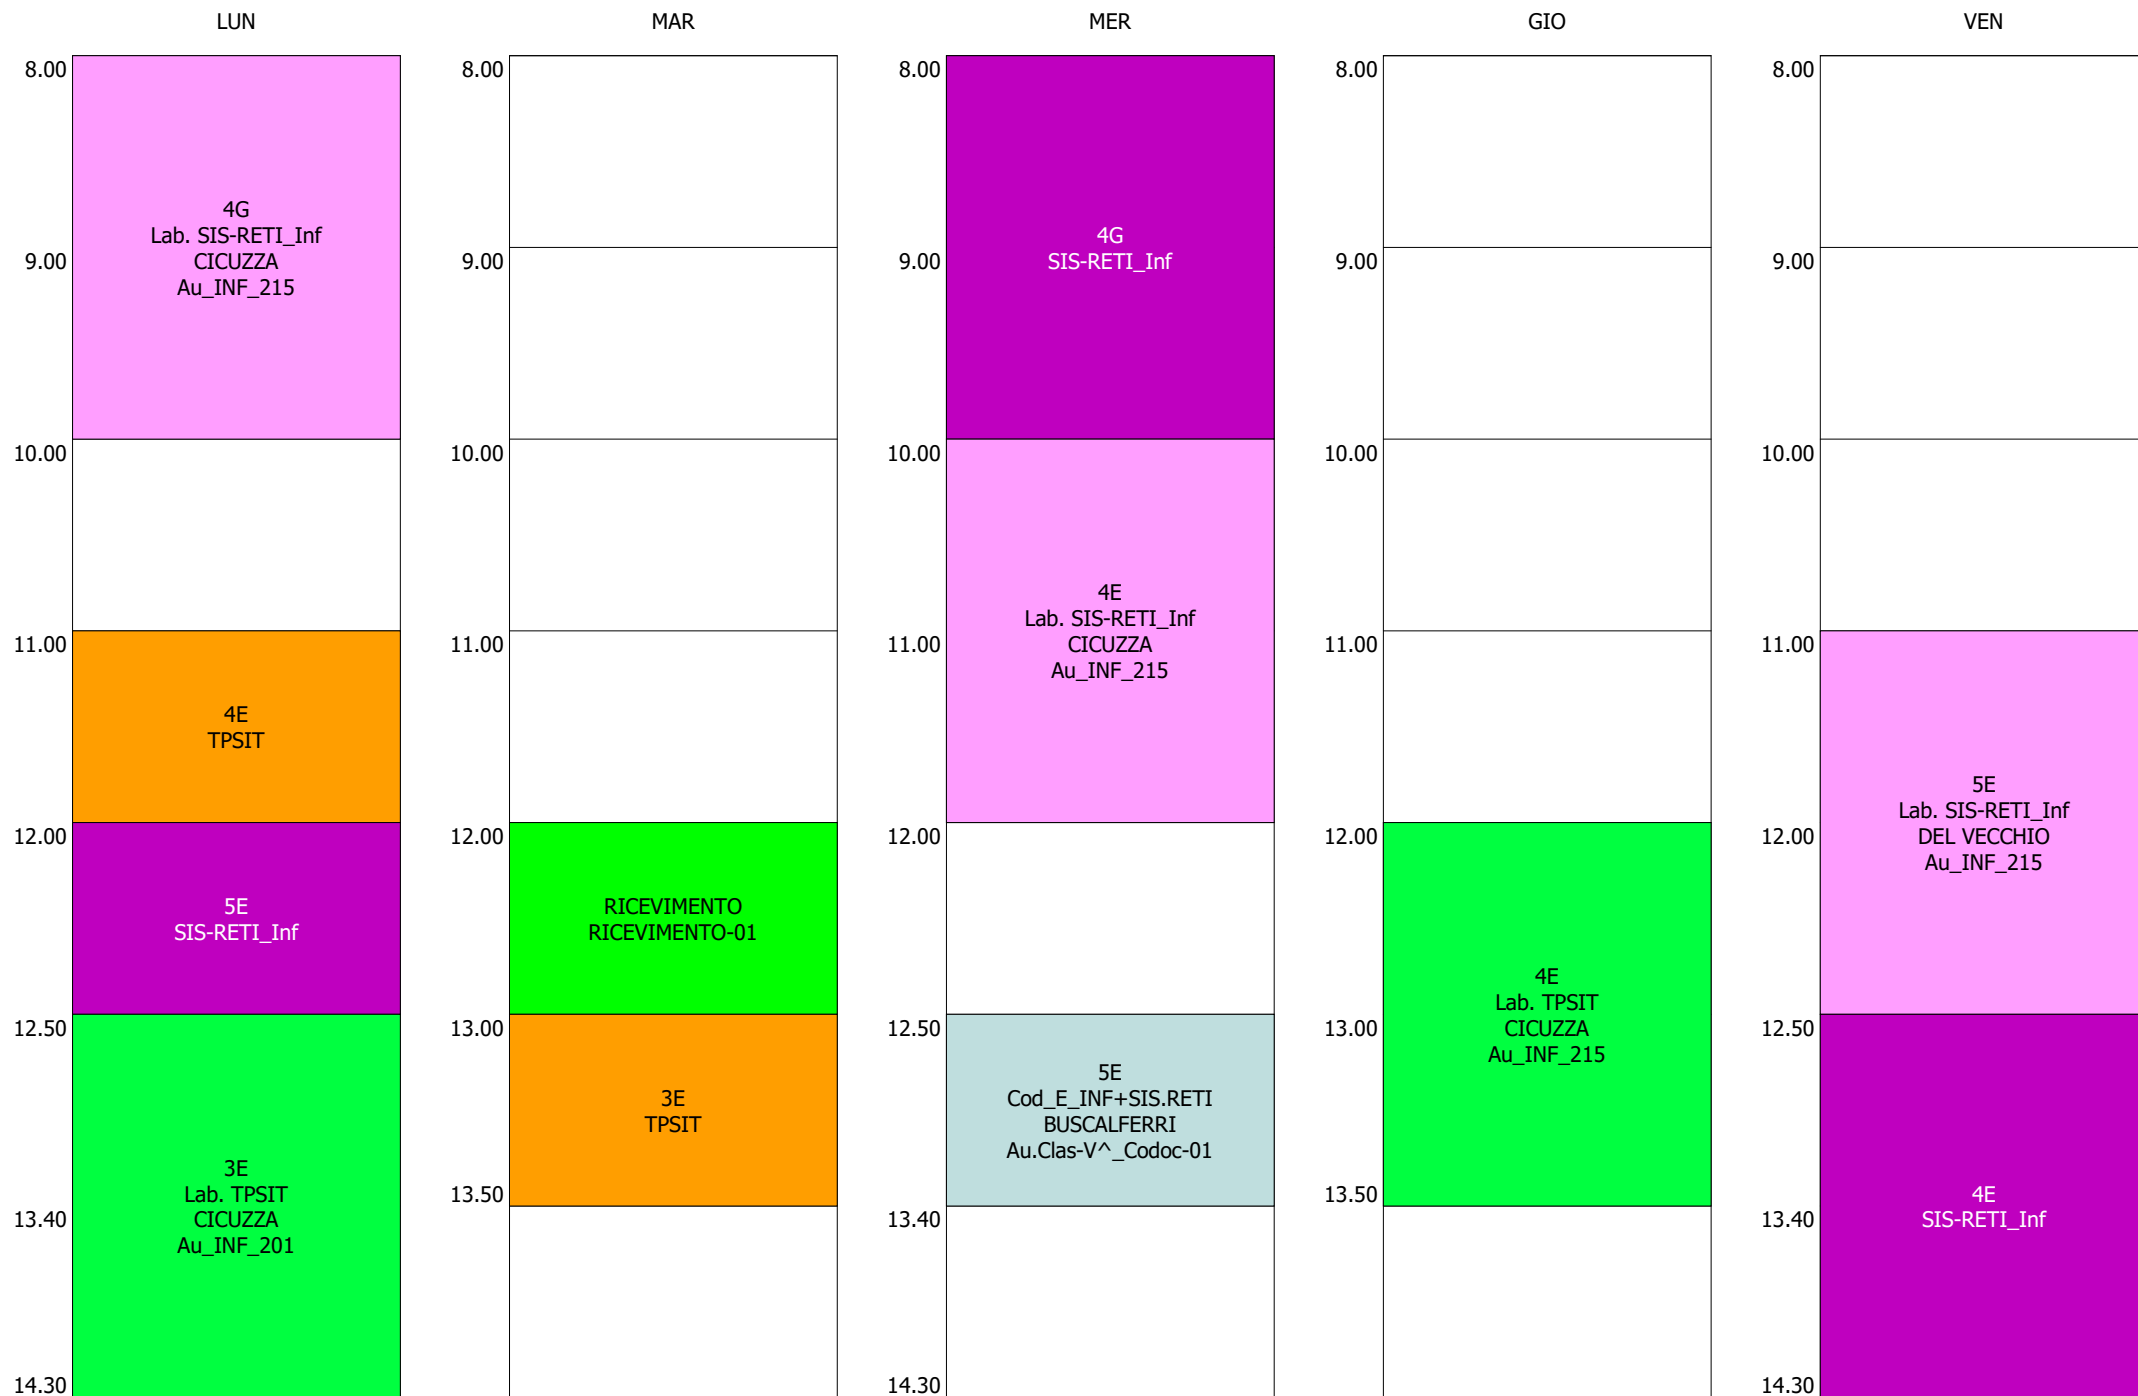 LUN
8.00
4G
Lab. SIS-RETI_Inf
CICUZZA
Au_INF_215
9.00
10.00
11.00
4E
TPSIT
12.00
5E
SIS-RETI_Inf
12.50
3E
Lab. TPSIT
CICUZZA
Au_INF_201
13.40
14.30
MAR
8.00
9.00
10.00
11.00
12.00
RICEVIMENTO
RICEVIMENTO-01
13.00
3E
TPSIT
13.50
MER
8.00
4G
SIS-RETI_Inf
9.00
10.00
4E
Lab. SIS-RETI_Inf
CICUZZA
Au_INF_215
11.00
12.00
12.50
5E
Cod_E_INF+SIS.RETI
BUSCALFERRI
Au.Clas-V^_Codoc-01
13.40
14.30
GIO
8.00
9.00
10.00
11.00
12.00
4E
Lab. TPSIT
CICUZZA
Au_INF_215
13.00
13.50
VEN
8.00
9.00
10.00
11.00
5E
Lab. SIS-RETI_Inf
DEL VECCHIO
Au_INF_215
12.00
12.50
4E
SIS-RETI_Inf
13.40
14.30